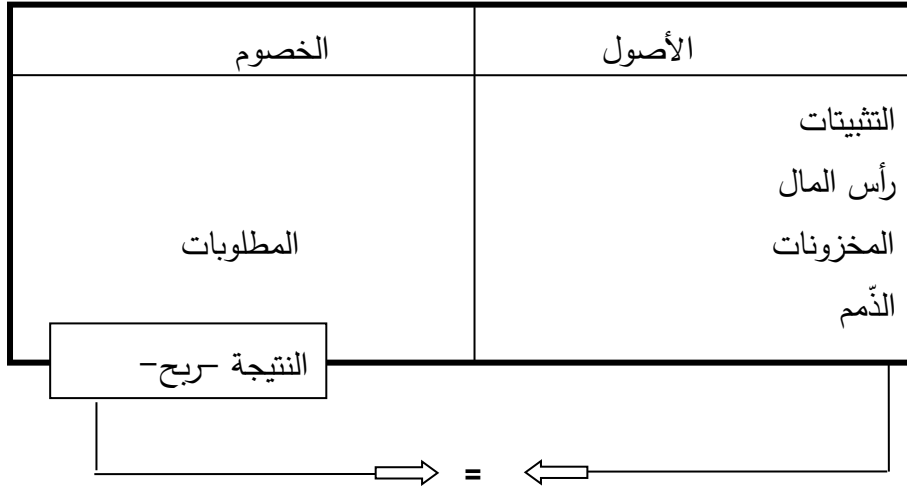 الأصول الخصوم
التثبيتات
رأس المال
المخزونات المطلوبات
الذّمم
النتيجة -ربح-
=